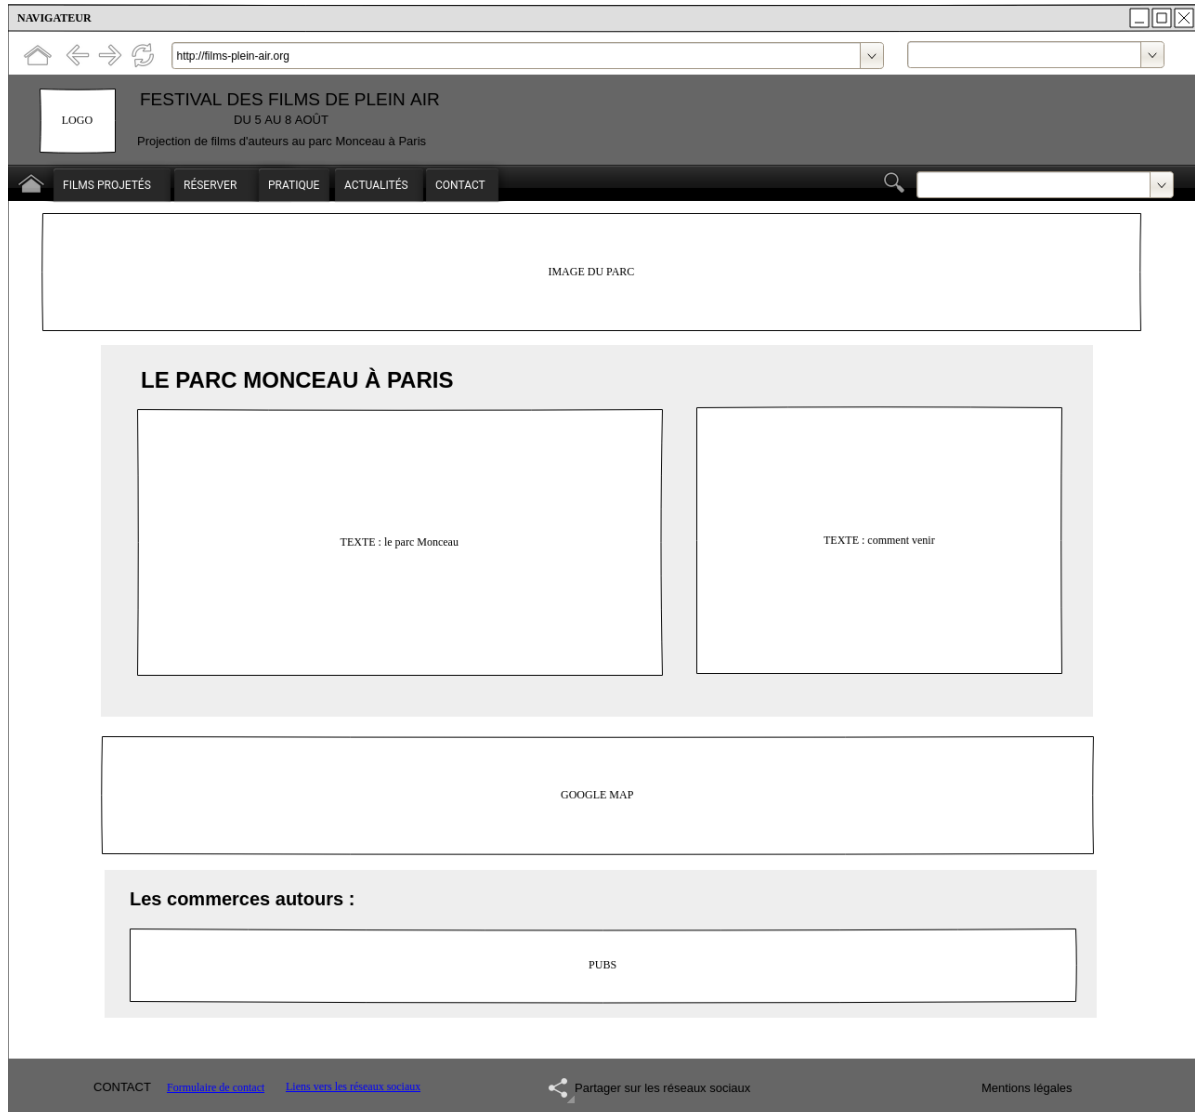 NAVIGATEUR
http://films-plein-air.org
LOGO
FESTIVAL DES FILMS DE PLEIN AIR
DU 5 AU 8 AOÛT
Projection de films d'auteurs au parc Monceau à Paris
FILMS PROJETÉS RÉSERVER PRATIQUE ACTUALITÉS CONTACT
IMAGE DU PARC
LE PARC MONCEAU À PARIS
TEXTE : le parc Monceau
TEXTE : comment venir
GOOGLE MAP
Les commerces autours :
PUBS
CONTACT Formulaire de contact Liens vers les réseaux sociaux Partager sur les réseaux sociaux Mentions légales